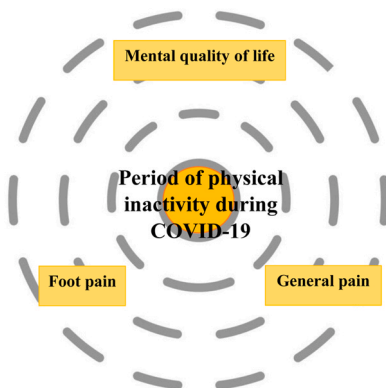 Mental quality of life
Period of physical
inactivity during
COVID-19
Foot pain
General pain